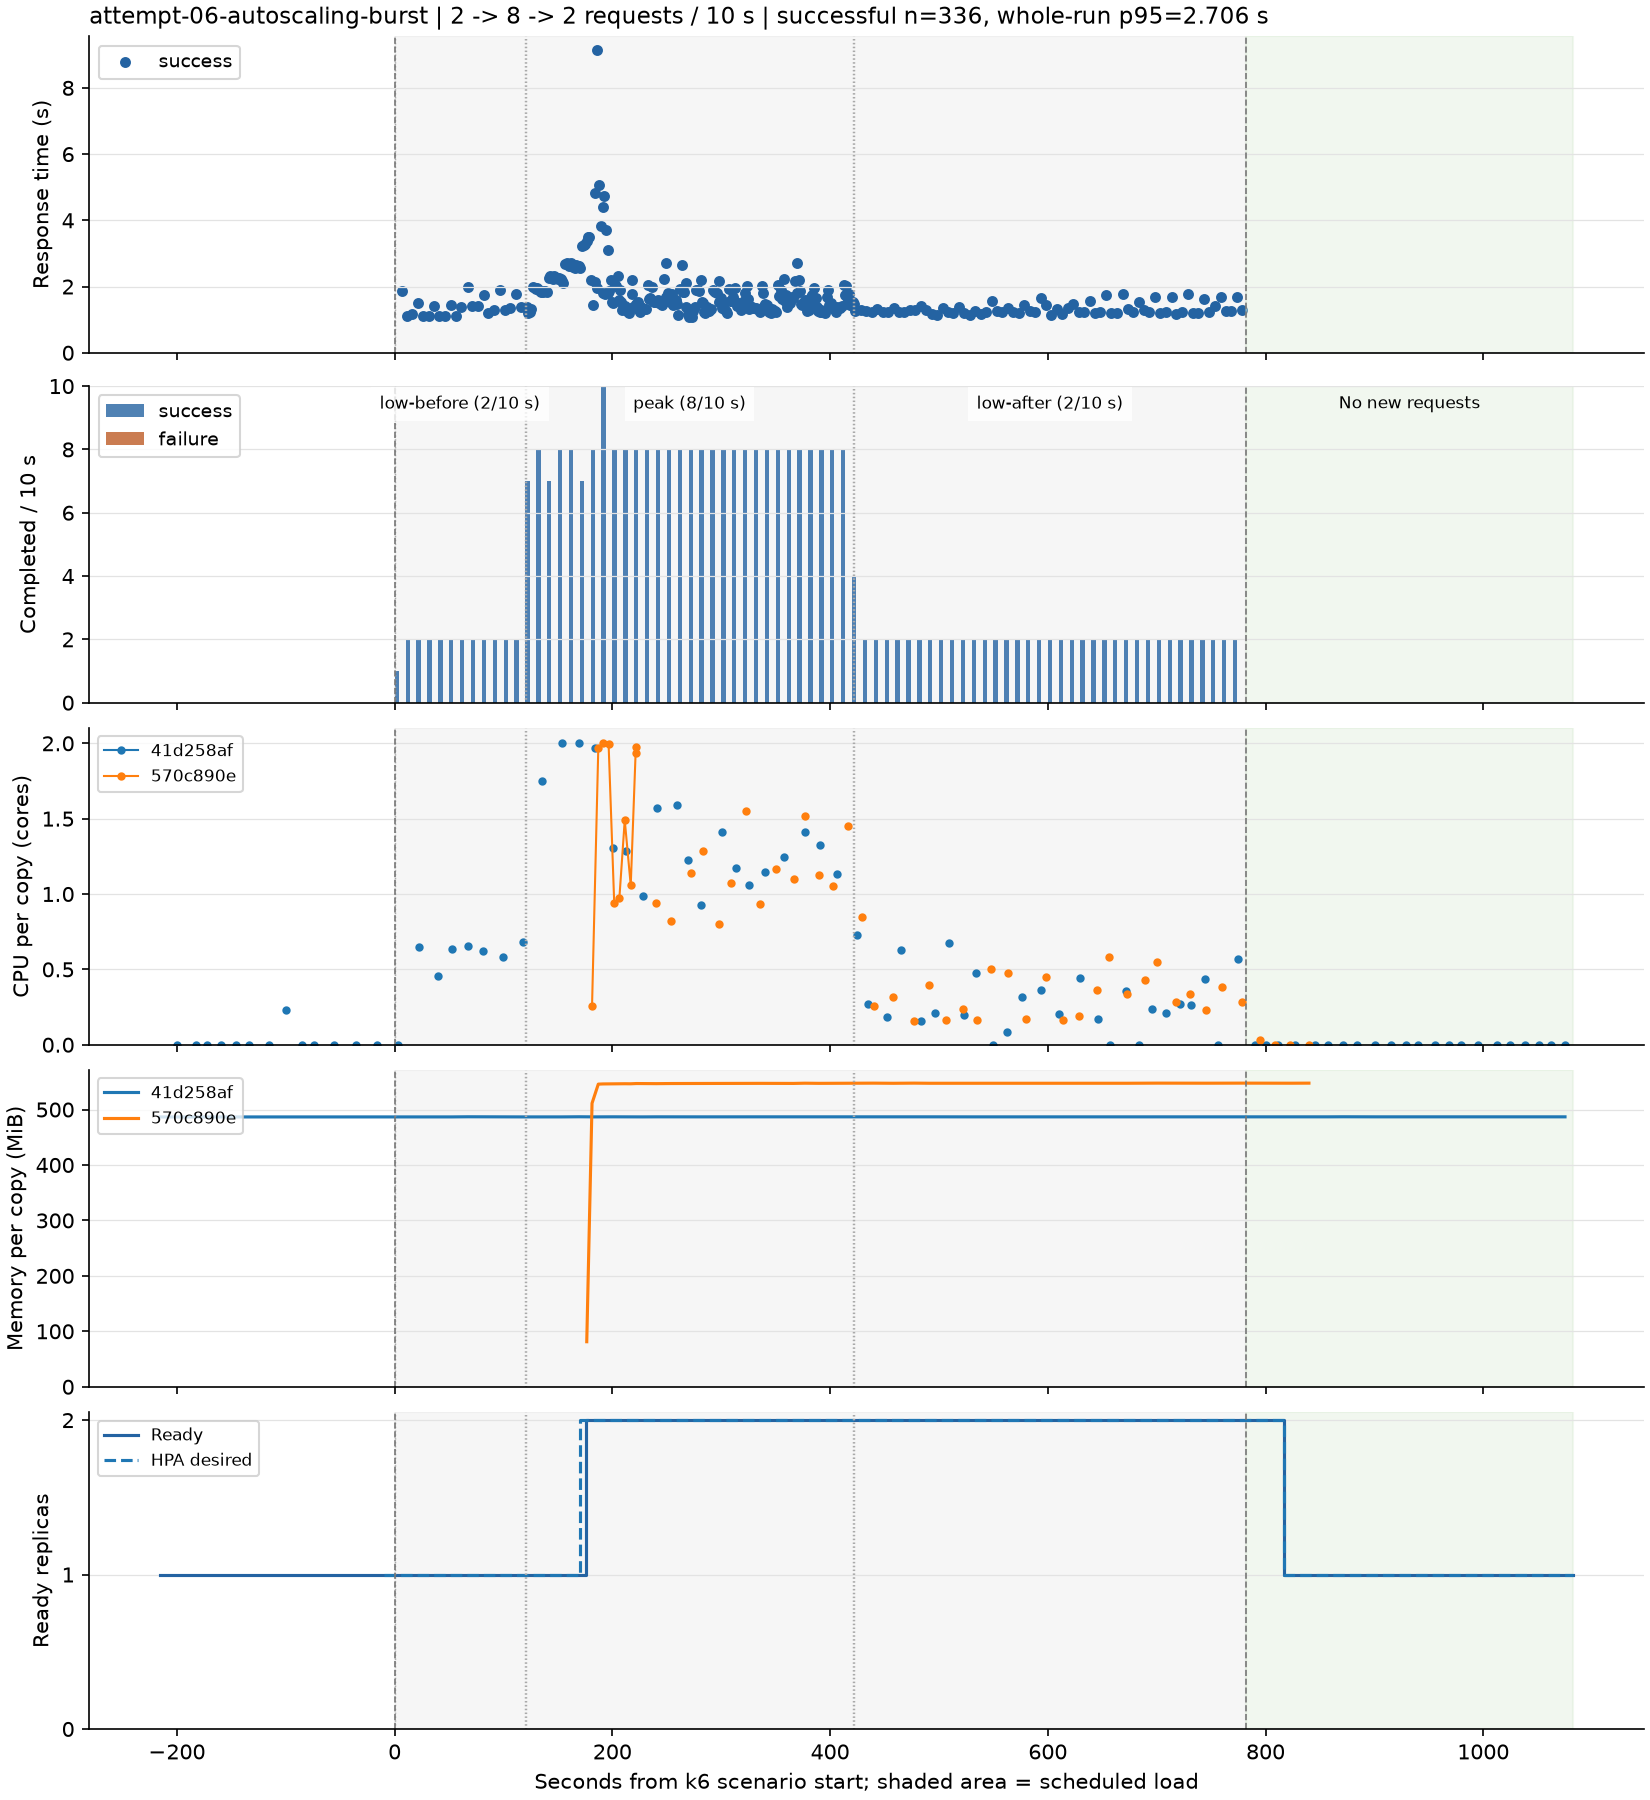 attempt-06-autoscaling-burst | 2 -> 8 -> 2 requests / 10 s | successful n=336, whole-run p95=2.706 s
success
Response time (s)
8
6
4
2
0
success
failure
low-before (2/10 s)
peak (8/10 s)
low-after (2/10 s)
No new requests
Completed / 10 s
10
8
6
4
2
0
41d258af
570c890e
CPU per copy (cores)
2.0
1.5
1.0
0.5
0.0
41d258af
570c890e
Memory per copy (MiB)
500
400
300
200
100
0
Ready
HPA desired
Ready replicas
2
1
0
−200
0
200
400
600
800
1000
Seconds from k6 scenario start; shaded area = scheduled load